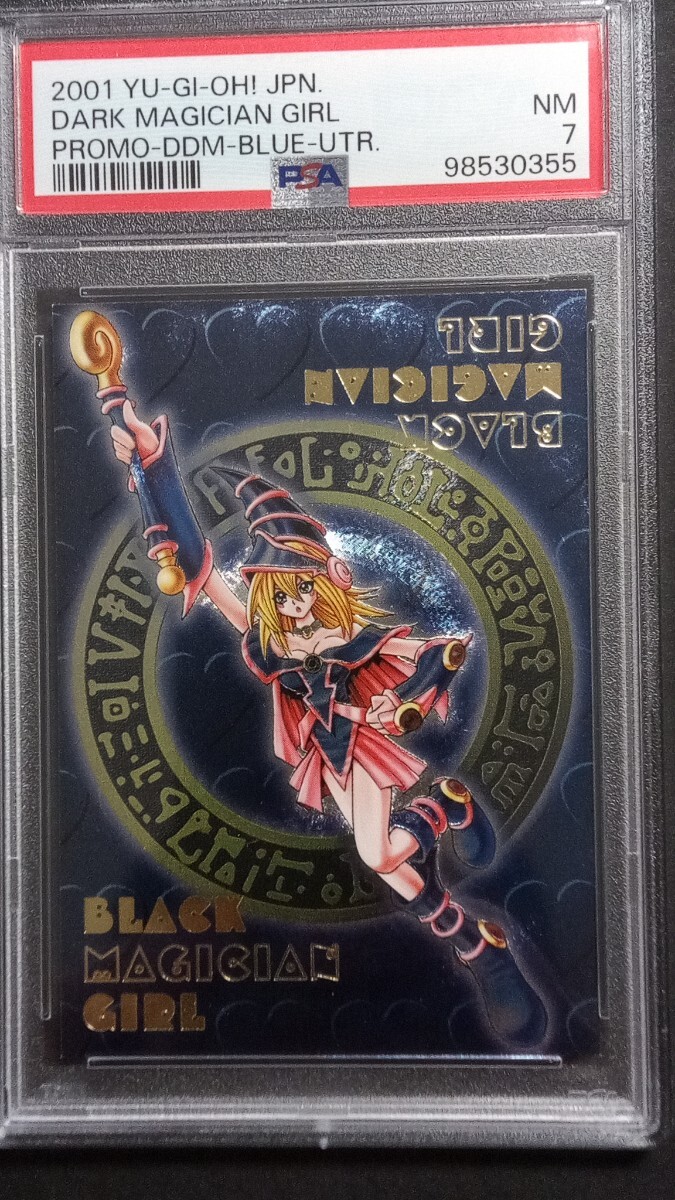 2001 YU-GI-OH! JPN.
DARK MAGICIAN GIRL
PROMO-DDM-BLUE-UTR.
NM
7
98530355
PSA
BLACK
MAGICIAN
GIRL
BLACK
MAGICIAN
GIRL